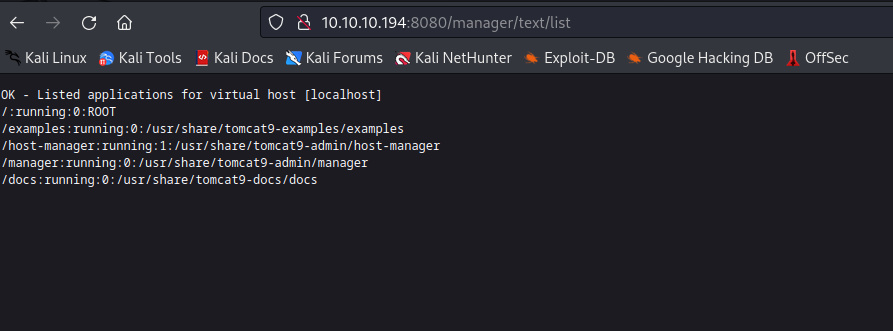 10.10.10.194:8080/manager/text/list
Kali Linux Kali Tools Kali Docs Kali Forums Kali NetHunter Exploit-DB Google Hacking DB OffSec
OK - Listed applications for virtual host [localhost]
/:running:0:ROOT
/examples:running:0:/usr/share/tomcat9-examples/examples
/host-manager:running:1:/usr/share/tomcat9-admin/host-manager
/manager:running:0:/usr/share/tomcat9-admin/manager
/docs:running:0:/usr/share/tomcat9-docs/docs